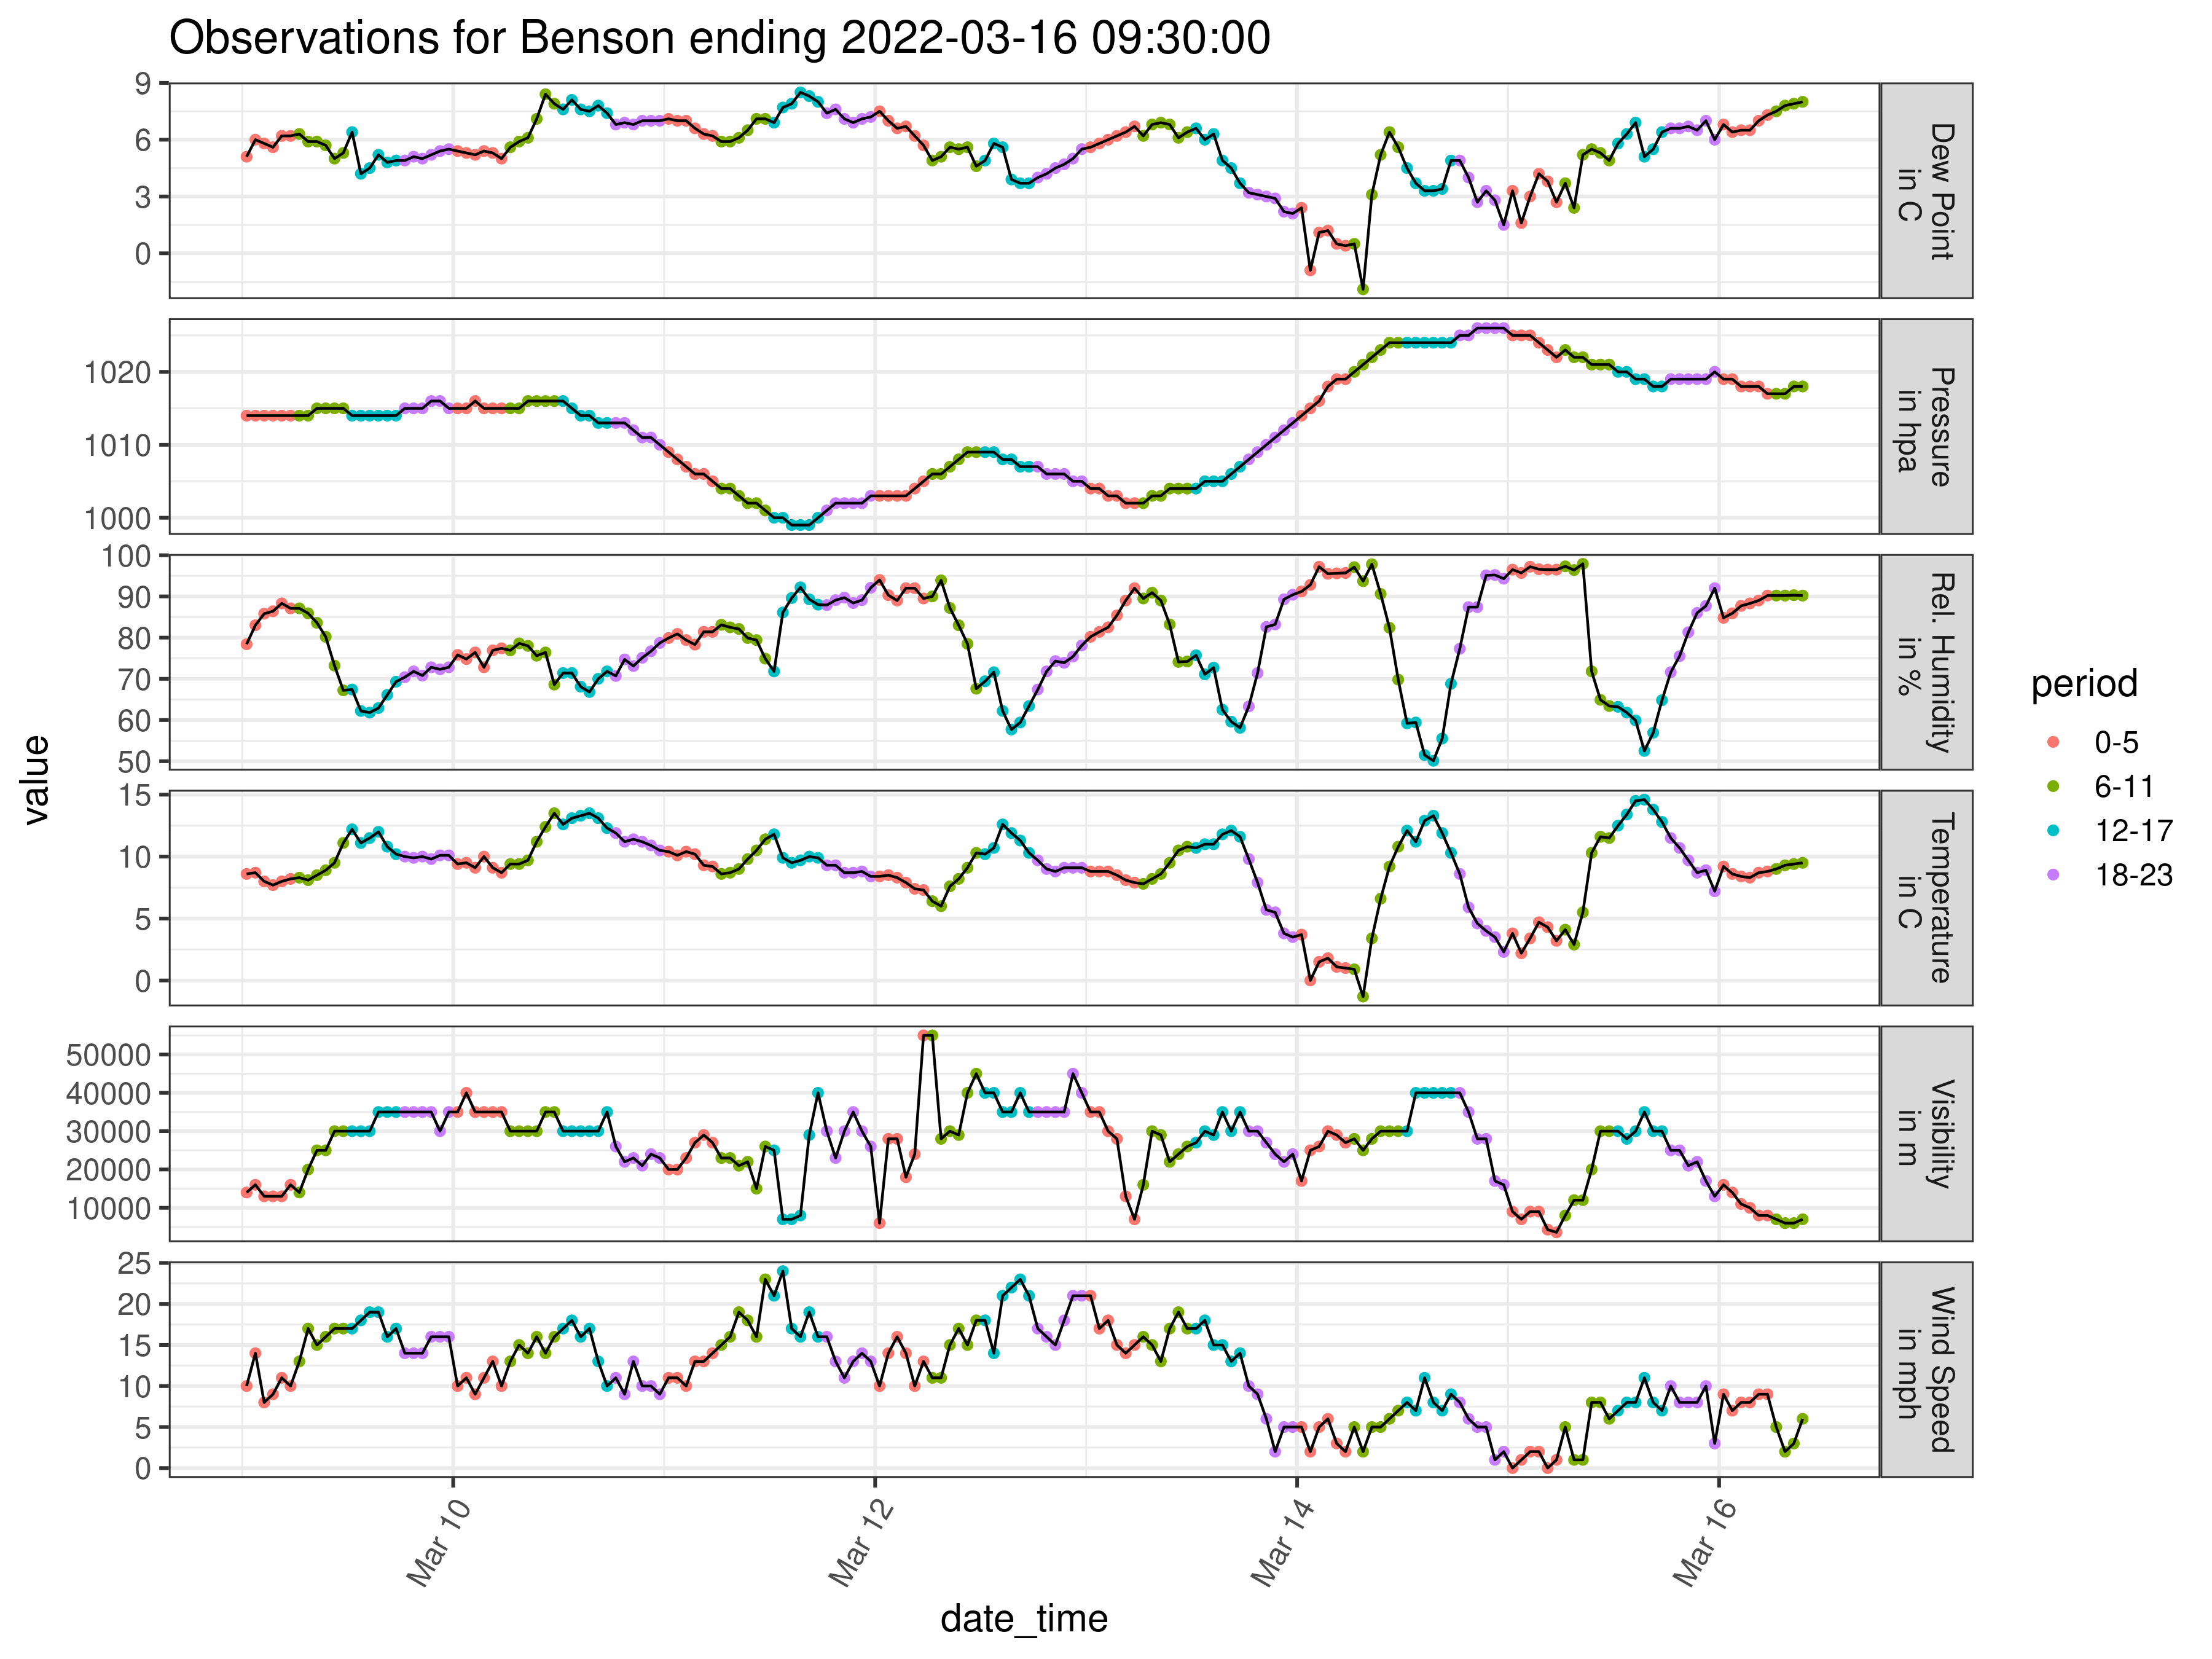 Observations for Benson ending 2022-03-16 09:30:00
9
6
3
0
Dew Point
in C
1020
1010
1000
Pressure
in hpa
100
90
80
70
60
50
Rel. Humidity
in %
15
10
5
0
Temperature
in C
50000
40000
30000
20000
10000
Visibility
in m
25
20
15
10
5
0
Wind Speed
in mph
value
Mar 10
Mar 12
Mar 14
Mar 16
date_time
period
0-5
6-11
12-17
18-23